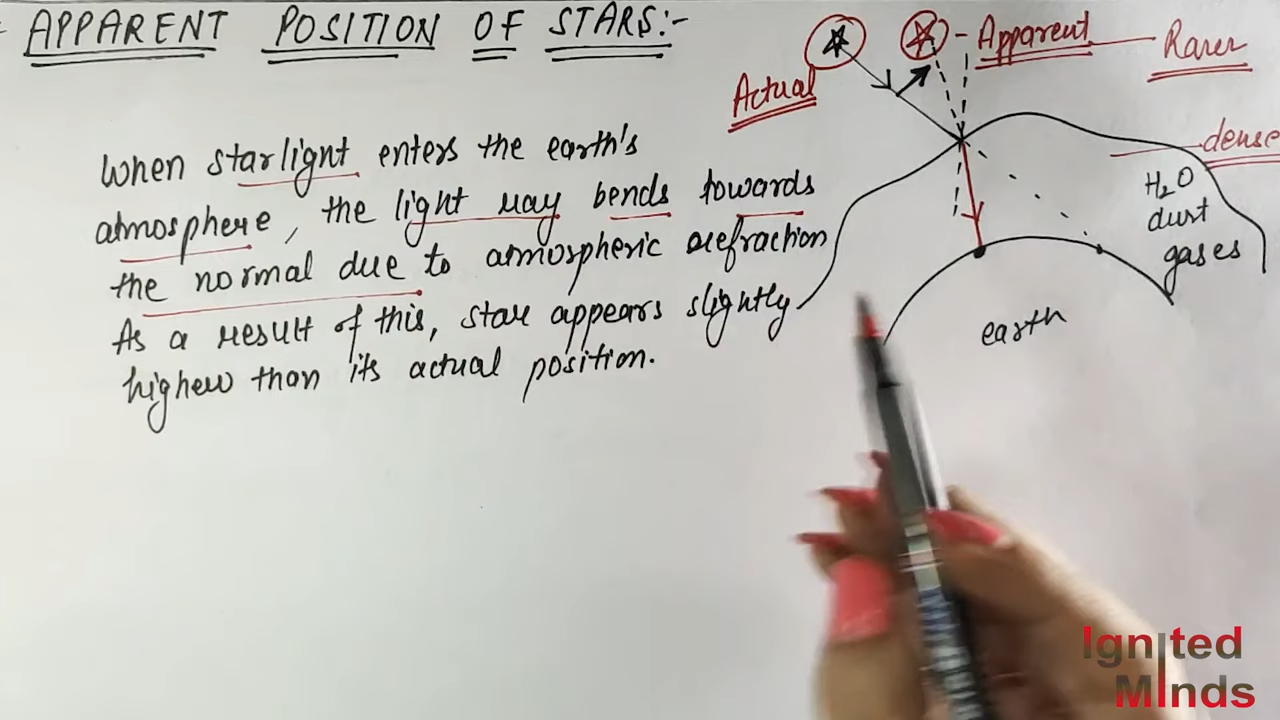 APPARENT POSITION OF STARS:-
Actual
- Apparent
Rarer
When starlight enters the earth's
atmosphere, the light ray bends towards
the normal due to atmospheric refraction
As a result of this, star appears slightly
higher than its actual position.
dense
H₂O
dust
gases
earth
Ignited
Minds